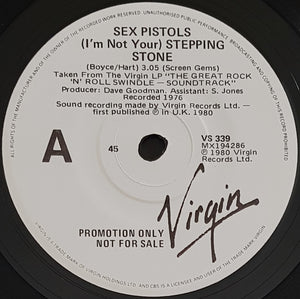 SEX PISTOLS
(I'm Not Your) STEPPING
STONE
(Boyce/Hart) 3.05 (Screen Gems)
Taken From The Virgin LP "THE GREAT ROCK
'N' ROLL SWINDLE — SOUNDTRACK"
Producer: Dave Goodman. Assistant: S. Jones
Recorded 1976
Sound recording made by Virgin Records Ltd.—
first published ℗ in U.K. 1980
A
45
VS 339
MX194286
℗ 1980 Virgin
Records Ltd.
PROMOTION ONLY
NOT FOR SALE
Virgin